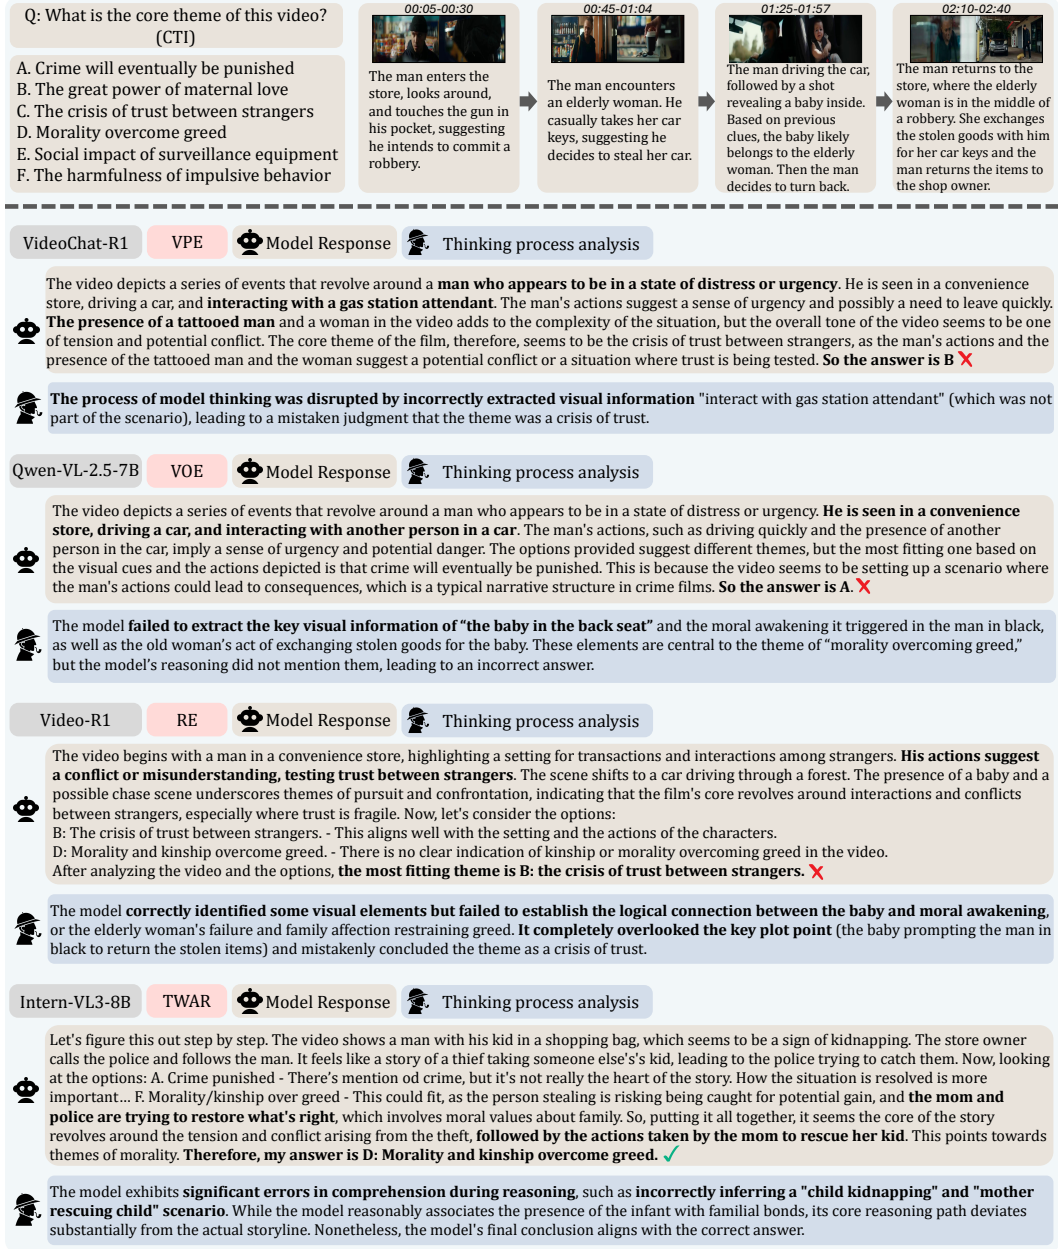 Q: What is the core theme of this video?
(CTI)
A. Crime will eventually be punished
B. The great power of maternal love
C. The crisis of trust between strangers
D. Morality overcome greed
E. Social impact of surveillance equipment
F. The harmfulness of impulsive behavior
00:05-00:30
The man enters the
store, looks around,
and touches the gun in
his pocket, suggesting
he intends to commit a
robbery.
00:45-01:04
The man encounters
an elderly woman. He
casually takes her car
keys, suggesting he
decides to steal her car.
01:25-01:57
The man driving the car,
followed by a shot
revealing a baby inside.
Based on previous
clues, the baby likely
belongs to the elderly
woman. Then the man
decides to turn back.
02:10-02:40
The man returns to the
store, where the elderly
woman is in the middle of
a robbery. She exchanges
the stolen goods with him
for her car keys and the
man returns the items to
the shop owner.
VideoChat-R1 VPE Model Response Thinking process analysis
The video depicts a series of events that revolve around a man who appears to be in a state of distress or urgency. He is seen in a convenience
store, driving a car, and interacting with a gas station attendant. The man's actions suggest a sense of urgency and possibly a need to leave quickly.
The presence of a tattooed man and a woman in the video adds to the complexity of the situation, but the overall tone of the video seems to be one
of tension and potential conflict. The core theme of the film, therefore, seems to be the crisis of trust between strangers, as the man's actions and the
presence of the tattooed man and the woman suggest a potential conflict or a situation where trust is being tested. So the answer is B
The process of model thinking was disrupted by incorrectly extracted visual information "interact with gas station attendant" (which was not
part of the scenario), leading to a mistaken judgment that the theme was a crisis of trust.
Qwen-VL-2.5-7B VOE Model Response Thinking process analysis
The video depicts a series of events that revolve around a man who appears to be in a state of distress or urgency. He is seen in a convenience
store, driving a car, and interacting with another person in a car. The man's actions, such as driving quickly and the presence of another
person in the car, imply a sense of urgency and potential danger. The options provided suggest different themes, but the most fitting one based on
the visual cues and the actions depicted is that crime will eventually be punished. This is because the video seems to be setting up a scenario where
the man's actions could lead to consequences, which is a typical narrative structure in crime films. So the answer is A.
The model failed to extract the key visual information of “the baby in the back seat” and the moral awakening it triggered in the man in black,
as well as the old woman's act of exchanging stolen goods for the baby. These elements are central to the theme of “morality overcoming greed,”
but the model’s reasoning did not mention them, leading to an incorrect answer.
Video-R1 RE Model Response Thinking process analysis
The video begins with a man in a convenience store, highlighting a setting for transactions and interactions among strangers. His actions suggest
a conflict or misunderstanding, testing trust between strangers. The scene shifts to a car driving through a forest. The presence of a baby and a
possible chase scene underscores themes of pursuit and confrontation, indicating that the film's core revolves around interactions and conflicts
between strangers, especially where trust is fragile. Now, let's consider the options:
B: The crisis of trust between strangers. - This aligns well with the setting and the actions of the characters.
D: Morality and kinship overcome greed. - There is no clear indication of kinship or morality overcoming greed in the video.
After analyzing the video and the options, the most fitting theme is B: the crisis of trust between strangers.
The model correctly identified some visual elements but failed to establish the logical connection between the baby and moral awakening,
or the elderly woman's failure and family affection restraining greed. It completely overlooked the key plot point (the baby prompting the man in
black to return the stolen items) and mistakenly concluded the theme as a crisis of trust.
Intern-VL3-8B TWAR Model Response Thinking process analysis
Let's figure this out step by step. The video shows a man with his kid in a shopping bag, which seems to be a sign of kidnapping. The store owner
calls the police and follows the man. It feels like a story of a thief taking someone else's's kid, leading to the police trying to catch them. Now, looking
at the options: A. Crime punished - There’s mention od crime, but it's not really the heart of the story. How the situation is resolved is more
important... F. Morality/kinship over greed - This could fit, as the person stealing is risking being caught for potential gain, and the mom and
police are trying to restore what's right, which involves moral values about family. So, putting it all together, it seems the core of the story
revolves around the tension and conflict arising from the theft, followed by the actions taken by the mom to rescue her kid. This points towards
themes of morality. Therefore, my answer is D: Morality and kinship overcome greed.
The model exhibits significant errors in comprehension during reasoning, such as incorrectly inferring a "child kidnapping" and "mother
rescuing child" scenario. While the model reasonably associates the presence of the infant with familial bonds, its core reasoning path deviates
substantially from the actual storyline. Nonetheless, the model's final conclusion aligns with the correct answer.